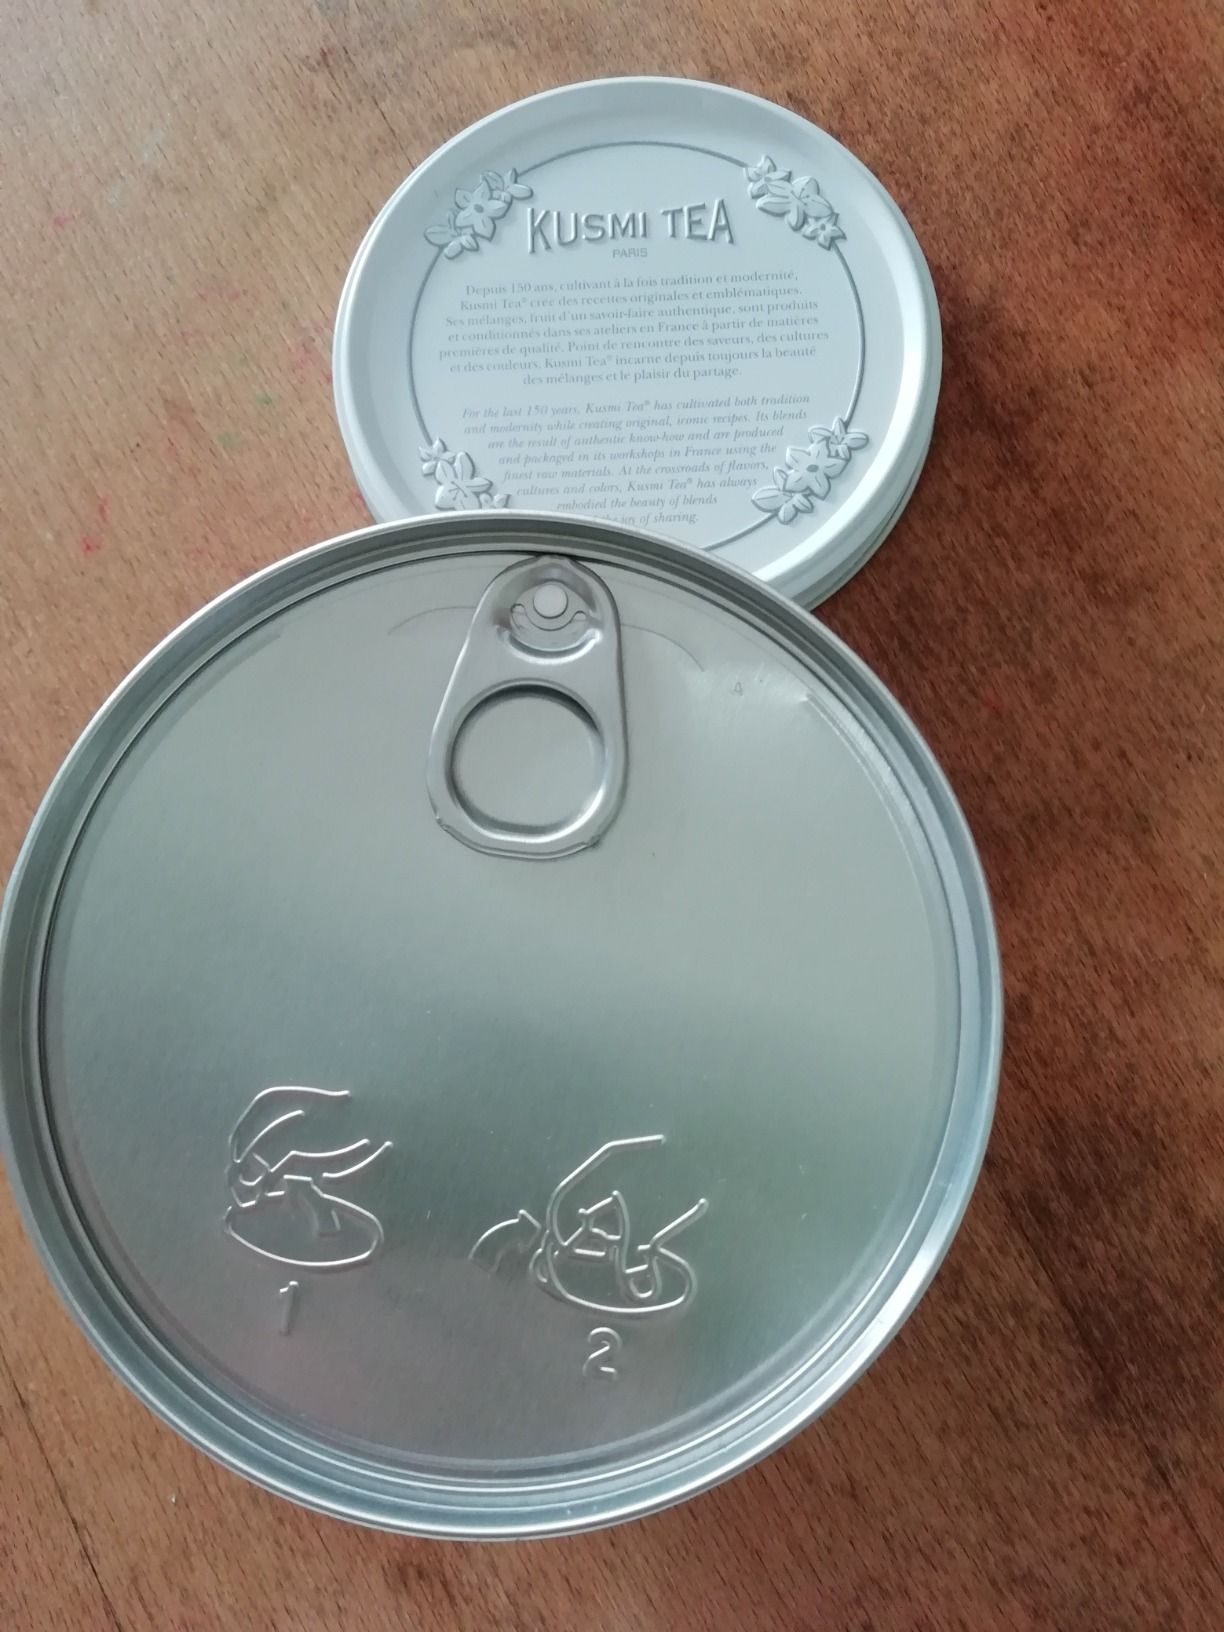 KUSMI TEA
PARIS
Depuis 150 ans, cultivant à la fois tradition et modernité,
Kusmi Tea® crée des recettes originales et emblématiques.
Ses mélanges, fruit d'un savoir-faire authentique, sont produits
et conditionnés dans ses ateliers en France à partir de matières
premières de qualité. Point de rencontre des saveurs, des cultures
et des couleurs, Kusmi Tea® incarne depuis toujours la beauté
des mélanges et le plaisir du partage.
For the last 150 years, Kusmi Tea® has cultivated both tradition
and modernity while creating original, iconic recipes. Its blends
are the result of authentic know-how and are produced
and packaged in its workshops in France using the
finest raw materials. At the crossroads of flavors,
cultures and colors, Kusmi Tea® has always
embodied the beauty of blends
the joy of sharing.
A
1
2